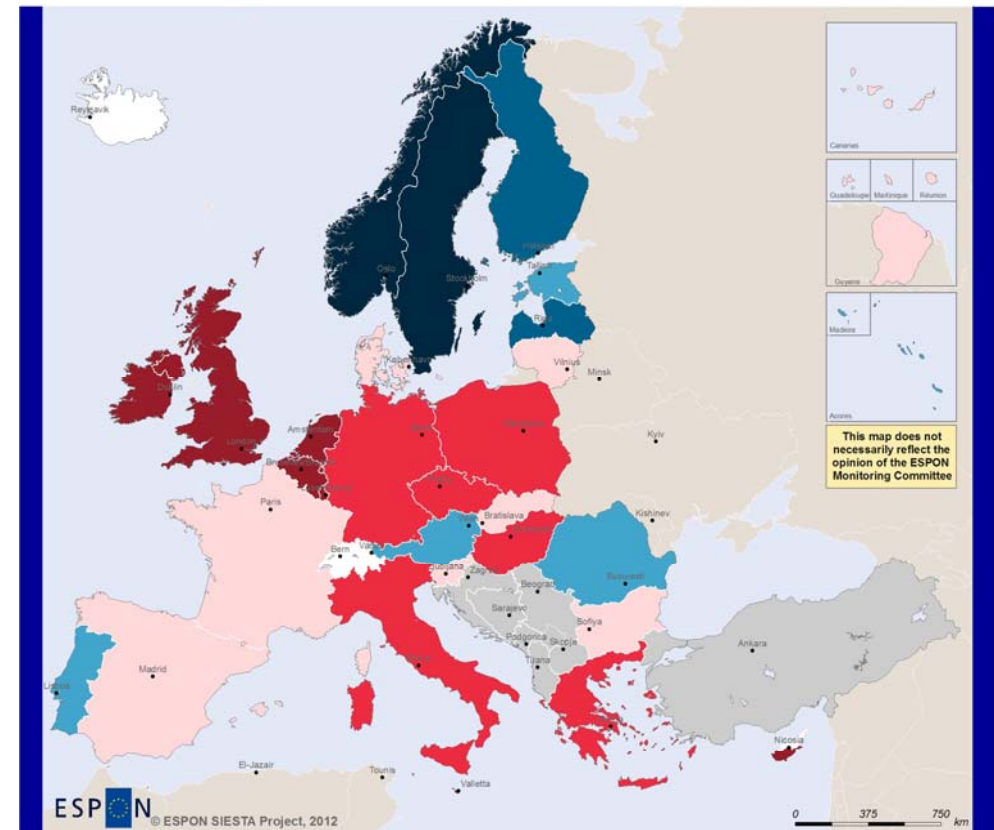 Reykjavik
Canarias
Guadeloupe
Martinique
Réunion
Guyane
Madeira
Acores
This map does not
necessarily reflect the
opinion of the ESPON
Monitoring Committee
Oslo
Stockholm
Helsinki
Tallinn
Riga
Vilnius
Minsk
Dublin
London
Amsterdam
Kyiv
Paris
Bratislava
Kishinev
Bern
Ljubljana
Zagreb
Beograd
Bucuresti
Sarajevo
Sofiya
Podgorica
Skopje
Tirana
Ankara
Madrid
Lisboa
Nicosia
El-Jazair
Tounis
Valletta
ESPON
© ESPON SIESTA Project, 2012
0 375 750
km